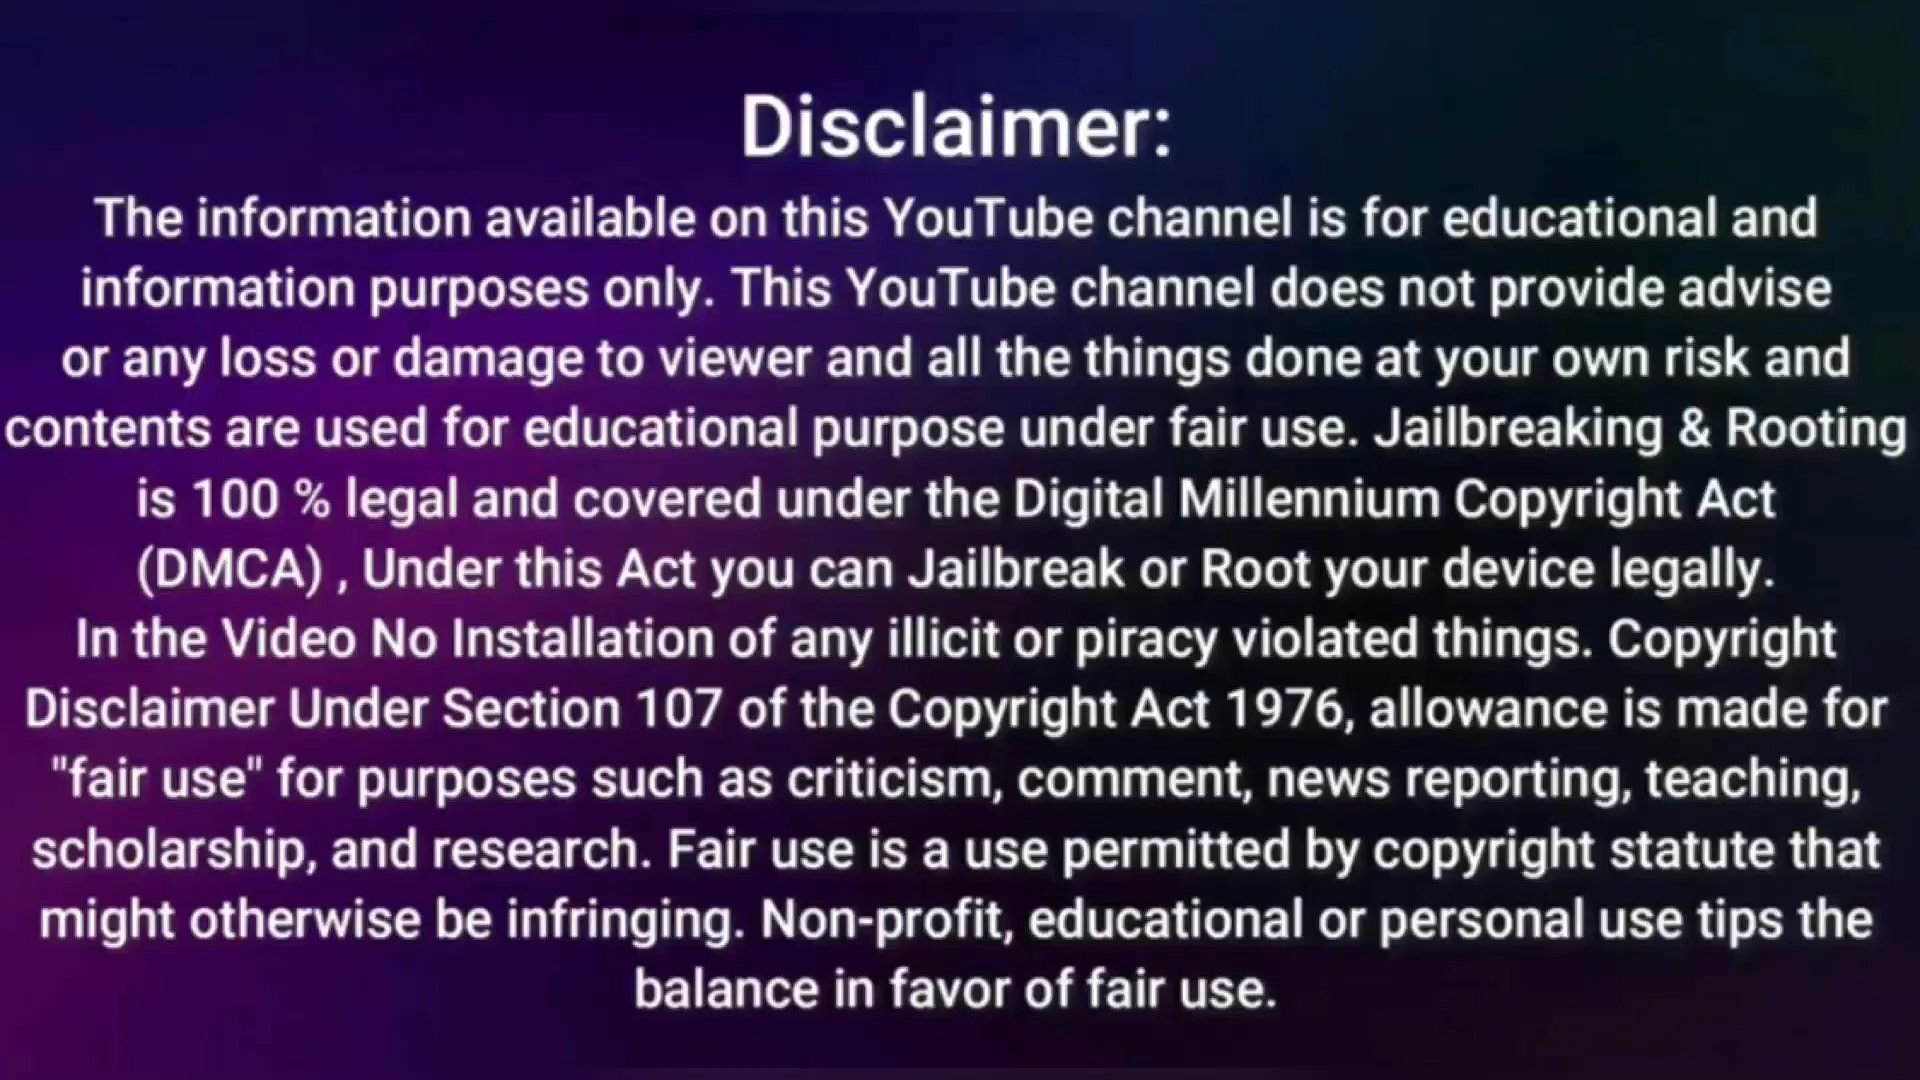 Disclaimer:
The information available on this YouTube channel is for educational and
information purposes only. This YouTube channel does not provide advise
or any loss or damage to viewer and all the things done at your own risk and
contents are used for educational purpose under fair use. Jailbreaking & Rooting
is 100 % legal and covered under the Digital Millennium Copyright Act
(DMCA) , Under this Act you can Jailbreak or Root your device legally.
In the Video No Installation of any illicit or piracy violated things. Copyright
Disclaimer Under Section 107 of the Copyright Act 1976, allowance is made for
"fair use" for purposes such as criticism, comment, news reporting, teaching,
scholarship, and research. Fair use is a use permitted by copyright statute that
might otherwise be infringing. Non-profit, educational or personal use tips the
balance in favor of fair use.